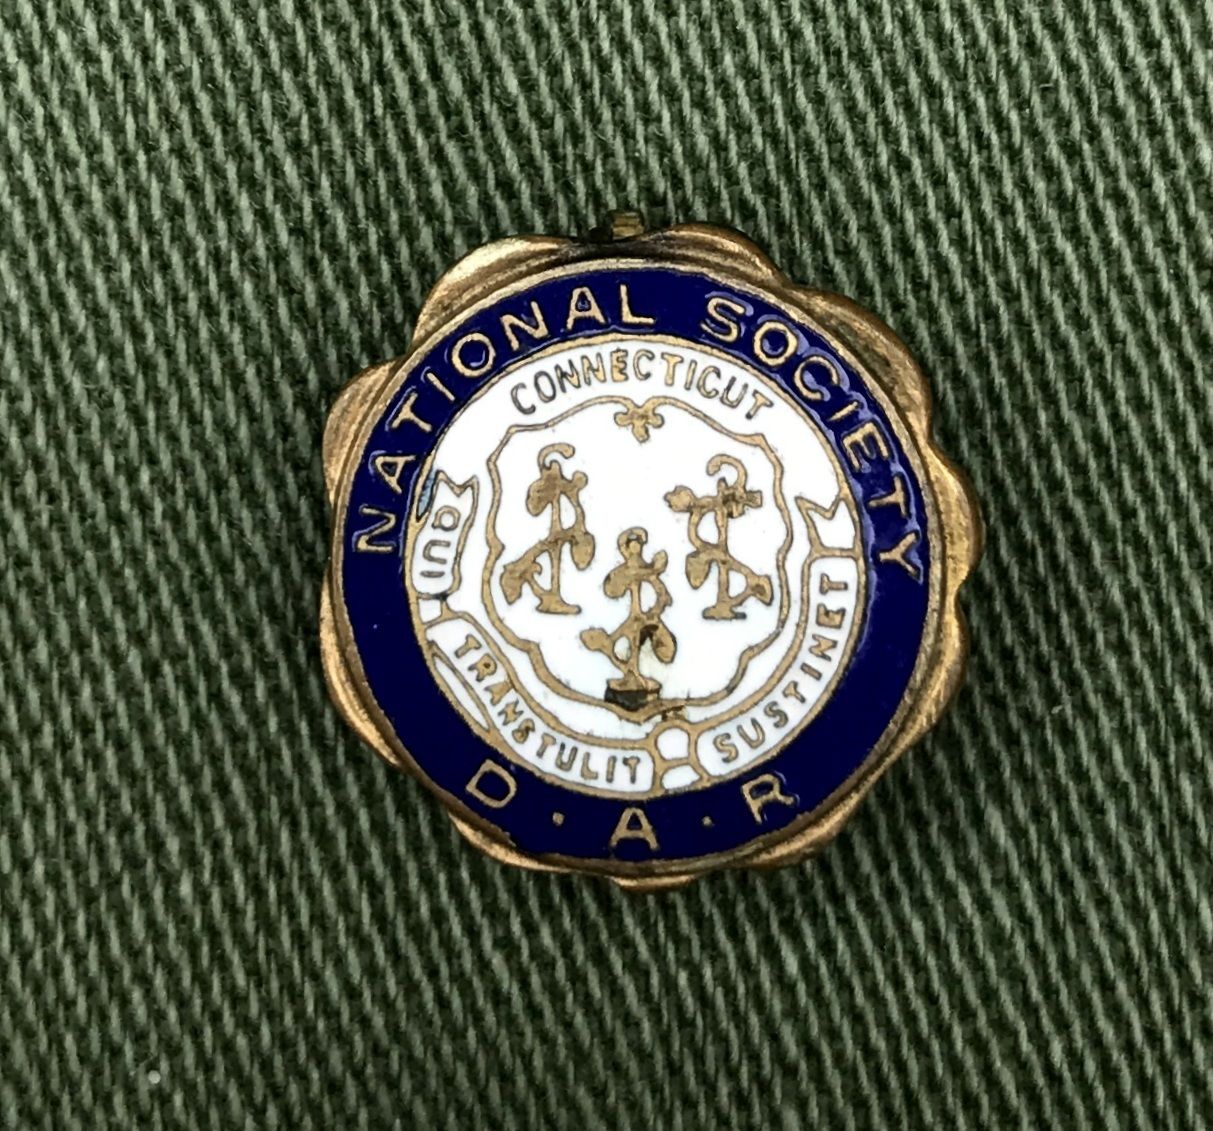 NATIONAL SOCIETY
CONNECTICUT
QUI
TRANSTULIT
SUSTINET
D · A · R